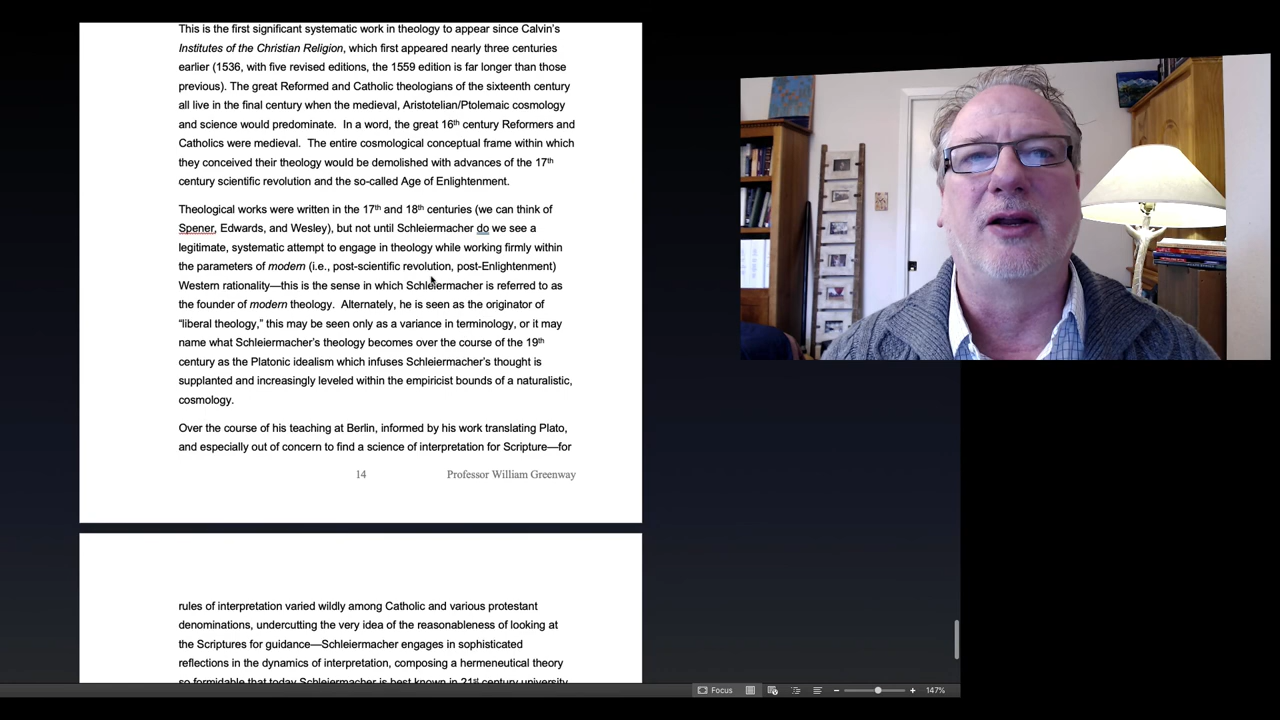 This is the first significant systematic work in theology to appear since Calvin's
Institutes of the Christian Religion, which first appeared nearly three centuries
earlier (1536, with five revised editions, the 1559 edition is far longer than those
previous). The great Reformed and Catholic theologians of the sixteenth century
all live in the final century when the medieval, Aristotelian/Ptolemaic cosmology
and science would predominate.  In a word, the great 16th century Reformers and
Catholics were medieval.  The entire cosmological conceptual frame within which
they conceived their theology would be demolished with advances of the 17th
century scientific revolution and the so-called Age of Enlightenment.
Theological works were written in the 17th and 18th centuries (we can think of
Spener, Edwards, and Wesley), but not until Schleiermacher do we see a
legitimate, systematic attempt to engage in theology while working firmly within
the parameters of modern (i.e., post-scientific revolution, post-Enlightenment)
Western rationality—this is the sense in which Schleiermacher is referred to as
the founder of modern theology.  Alternately, he is seen as the originator of
“liberal theology,” this may be seen only as a variance in terminology, or it may
name what Schleiermacher's theology becomes over the course of the 19th
century as the Platonic idealism which infuses Schleiermacher's thought is
supplanted and increasingly leveled within the empiricist bounds of a naturalistic,
cosmology.
Over the course of his teaching at Berlin, informed by his work translating Plato,
and especially out of concern to find a science of interpretation for Scripture—for
14 Professor William Greenway
rules of interpretation varied wildly among Catholic and various protestant
denominations, undercutting the very idea of the reasonableness of looking at
the Scriptures for guidance—Schleiermacher engages in sophisticated
reflections in the dynamics of interpretation, composing a hermeneutical theory
so formidable that today Schleiermacher is best known in 21st century university
Focus 147%